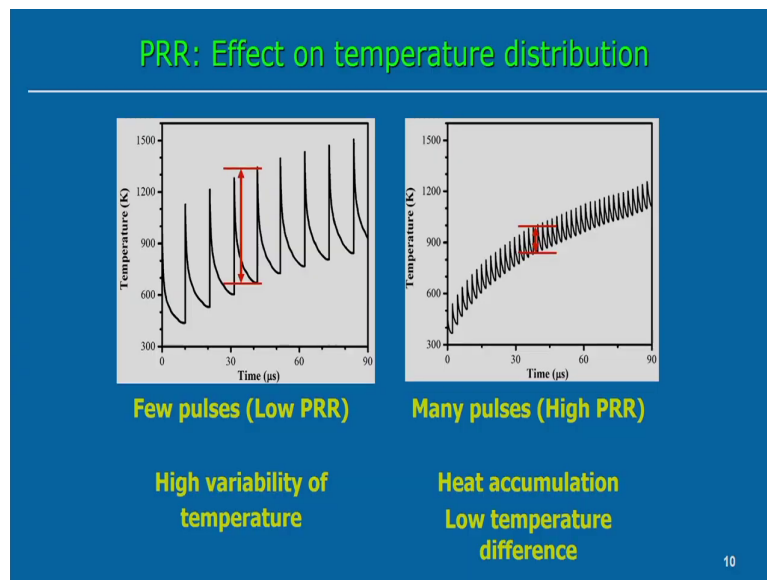 PRR: Effect on temperature distribution
1500
1200
900
600
300
Temperature (K)
0
30
60
90
Time (μs)
1500
1200
900
600
300
Temperature (K)
0
30
60
90
Time (μs)
Few pulses (Low PRR)
Many pulses (High PRR)
High variability of
temperature
Heat accumulation
Low temperature
difference
10